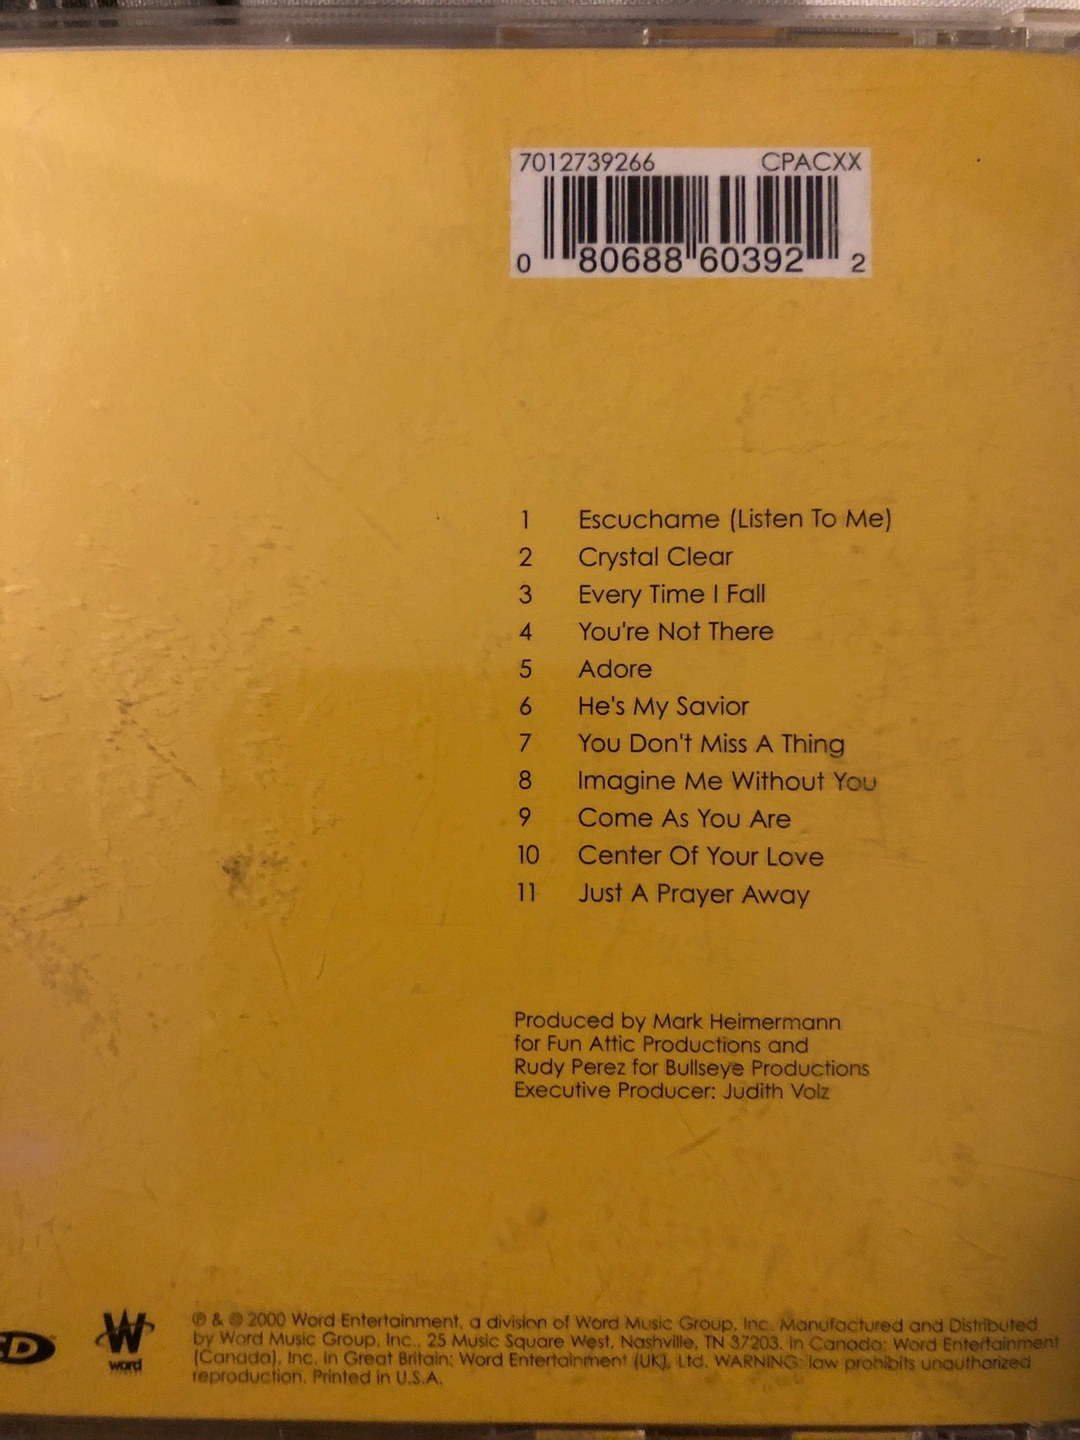 7012739266 CPACXX
0 80688 60392 2
1 Escuchame (Listen To Me)
2 Crystal Clear
3 Every Time I Fall
4 You're Not There
5 Adore
6 He's My Savior
7 You Don't Miss A Thing
8 Imagine Me Without You
9 Come As You Are
10 Center Of Your Love
11 Just A Prayer Away
Produced by Mark Heimermann
for Fun Attic Productions and
Rudy Perez for Bullseye Productions
Executive Producer: Judith Volz
℗ & © 2000 Word Entertainment, a division of Word Music Group, Inc. Manufactured and Distributed
by Word Music Group, Inc., 25 Music Square West, Nashville, TN 37203. In Canada: Word Entertainment
(Canada), Inc. In Great Britain: Word Entertainment (UK), Ltd. WARNING: law prohibits unauthorized
reproduction. Printed in U.S.A.
W
word